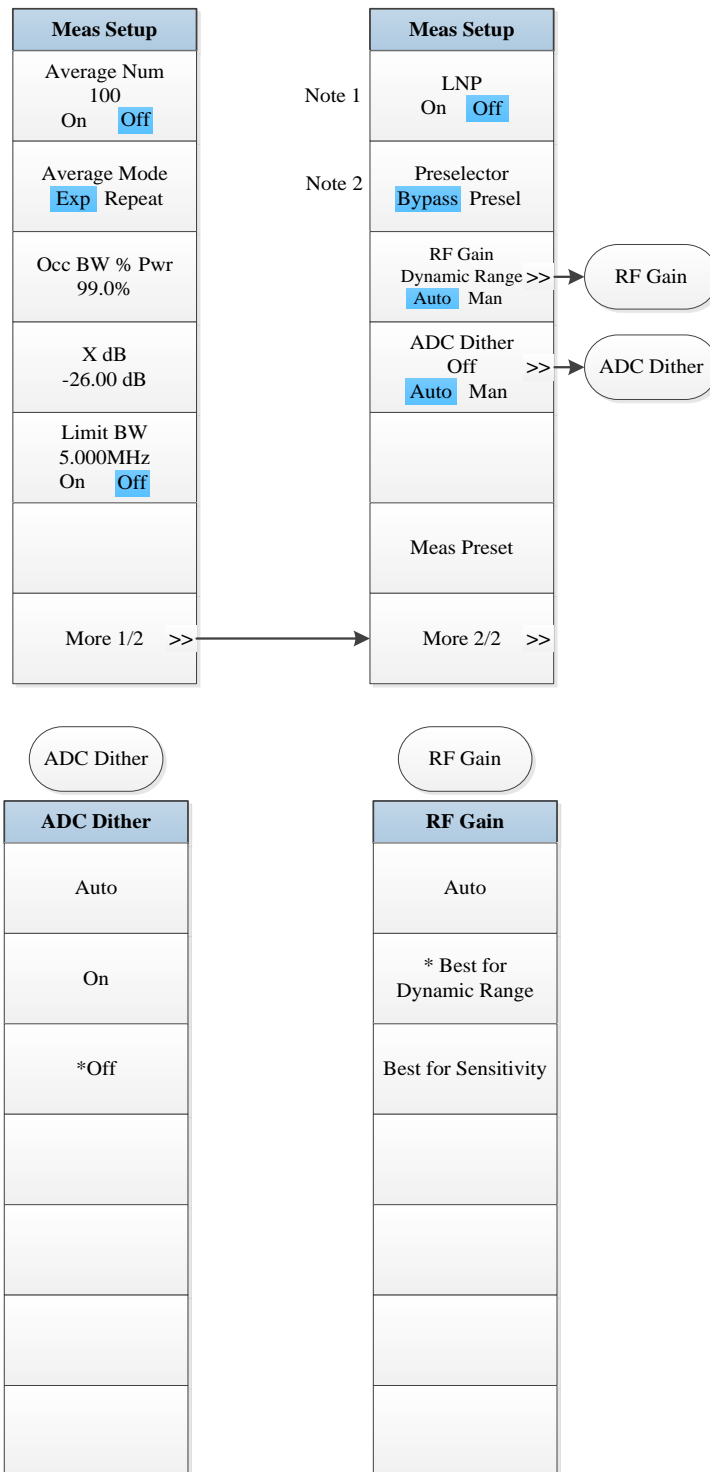 Meas Setup
Average Num
100
On Off
Average Mode
Exp Repeat
Occ BW % Pwr
99.0%
X dB
-26.00 dB
Limit BW
5.000MHz
On Off
More 1/2 >>
Meas Setup
Note 1
LNP
On Off
Note 2
Preselector
Bypass Presel
RF Gain
Dynamic Range >>
Auto Man
RF Gain
ADC Dither
Off >>
Auto Man
ADC Dither
Meas Preset
More 2/2 >>
ADC Dither
ADC Dither
Auto
On
*Off
RF Gain
RF Gain
Auto
* Best for
Dynamic Range
Best for Sensitivity